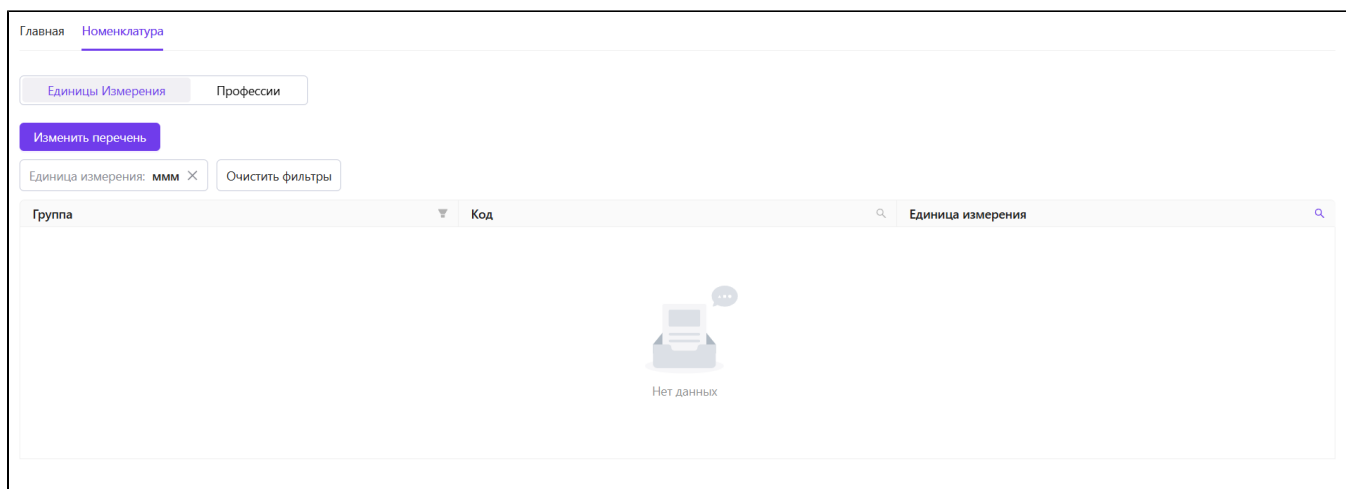 Главная Номенклатура
Единицы Измерения Профессии
Изменить перечень
Единица измерения: ммм Очистить фильтры
Группа Код Единица измерения
Нет данных